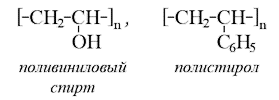 [-CH₂-CH-]ₙ, [-CH₂-CH-]ₙ
OH C₆H₅
поливиниловый полистирол
спирт